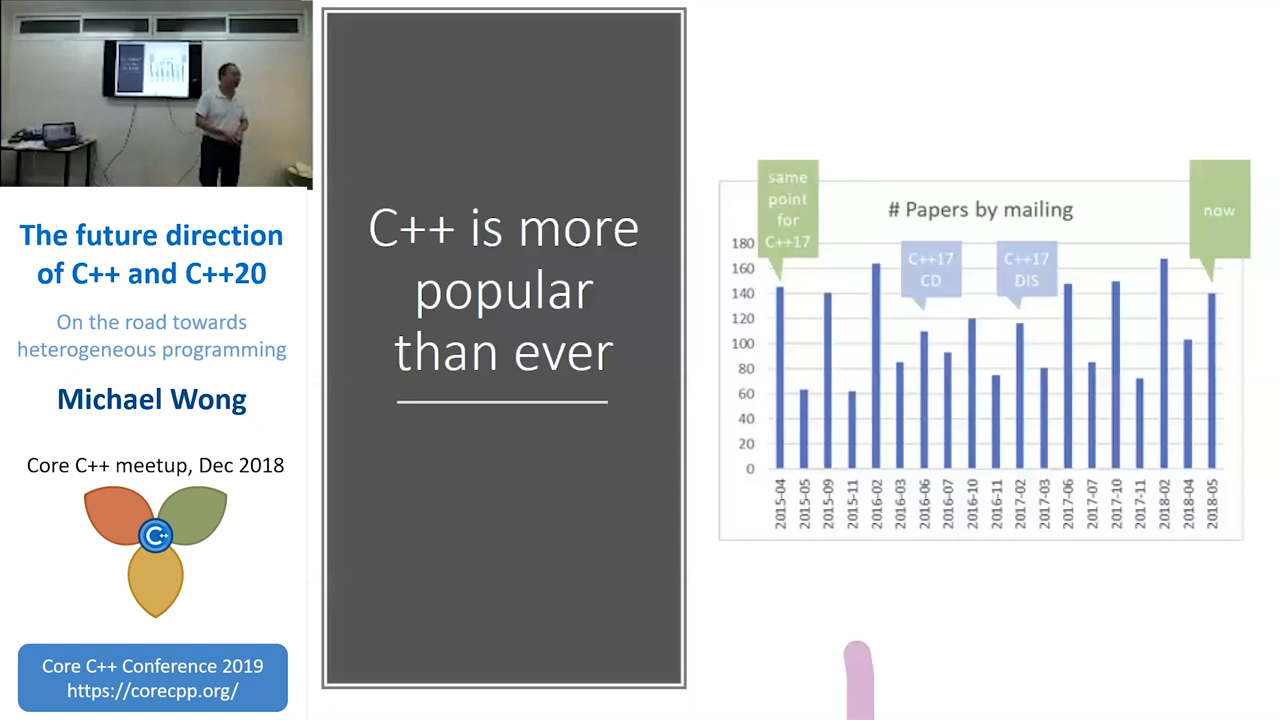 The future direction
of C++ and C++20
On the road towards
heterogeneous programming
Michael Wong
Core C++ meetup, Dec 2018
C++
Core C++ Conference 2019
https://corecpp.org/
C++ is more
popular
than ever
same
point
for
C++17
now
# Papers by mailing
C++17
CD
C++17
DIS
180
160
140
120
100
80
60
40
20
0
2015-04
2015-05
2015-09
2015-11
2016-02
2016-03
2016-06
2016-07
2016-10
2016-11
2017-02
2017-03
2017-06
2017-07
2017-10
2017-11
2018-02
2018-04
2018-05